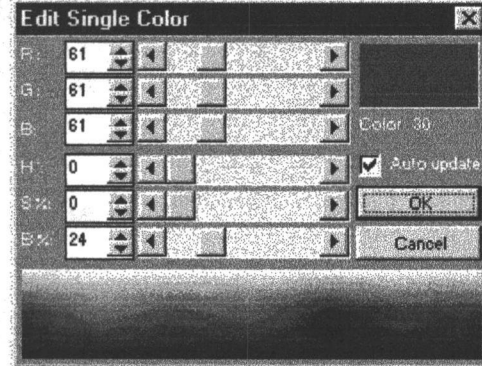 Edit Single Color
R: 61
G: 61
B: 61
Color 30
H°: 0
Auto update
S%: 0
OK
B%: 24
Cancel